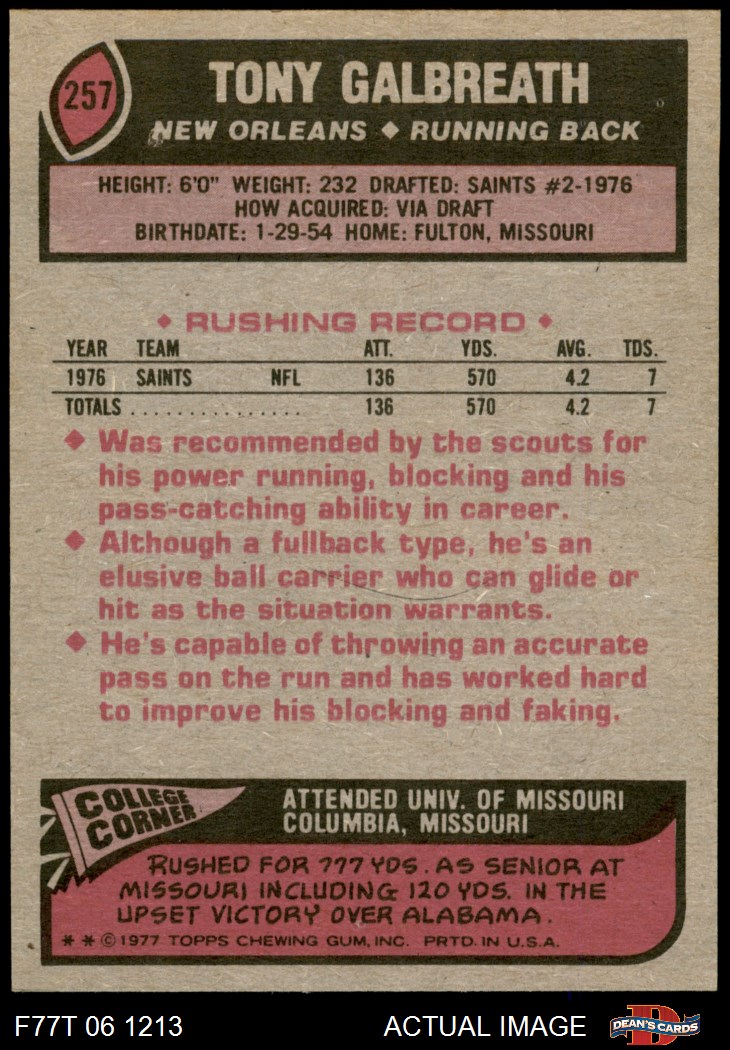 257
TONY GALBREATH
NEW ORLEANS ◆ RUNNING BACK
HEIGHT: 6'0" WEIGHT: 232 DRAFTED: SAINTS #2-1976
HOW ACQUIRED: VIA DRAFT
BIRTHDATE: 1-29-54 HOME: FULTON, MISSOURI
◆ RUSHING RECORD ◆
YEAR TEAM ATT. YDS. AVG. TDS.
1976 SAINTS NFL 136 570 4.2 7
TOTALS ................ 136 570 4.2 7
◆ Was recommended by the scouts for
his power running, blocking and his
pass-catching ability in career.
◆ Although a fullback type, he's an
elusive ball carrier who can glide or
hit as the situation warrants.
◆ He's capable of throwing an accurate
pass on the run and has worked hard
to improve his blocking and faking.
COLLEGE
CORNER
ATTENDED UNIV. OF MISSOURI
COLUMBIA, MISSOURI
RUSHED FOR 777 YDS. AS SENIOR AT
MISSOURI INCLUDING 120 YDS. IN THE
UPSET VICTORY OVER ALABAMA.
* * © 1977 TOPPS CHEWING GUM, INC. PRTD. IN U.S.A.
F77T 06 1213 ACTUAL IMAGE
D
DEAN'S CARDS